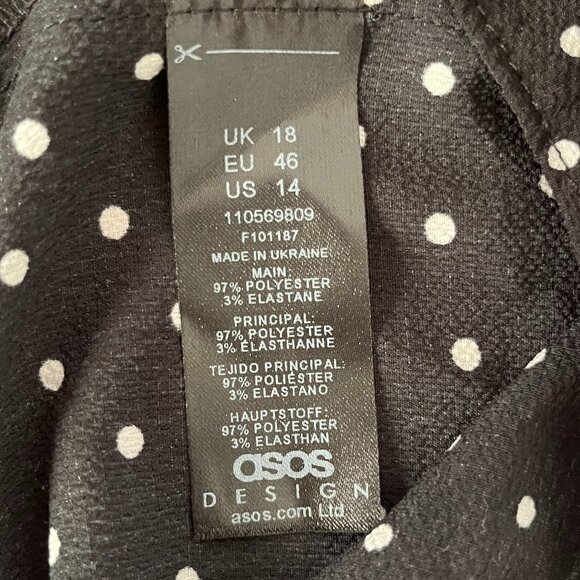 UK 18
EU 46
US 14
110569809
F101187
MADE IN UKRAINE
MAIN:
97% POLYESTER
3% ELASTANE
PRINCIPAL:
97% POLYESTER
3% ÉLASTHANNE
TEJIDO PRINCIPAL:
97% POLIÉSTER
3% ELASTANO
HAUPTSTOFF:
97% POLYESTER
3% ELASTHAN
asos
DESIGN
asos.com Ltd